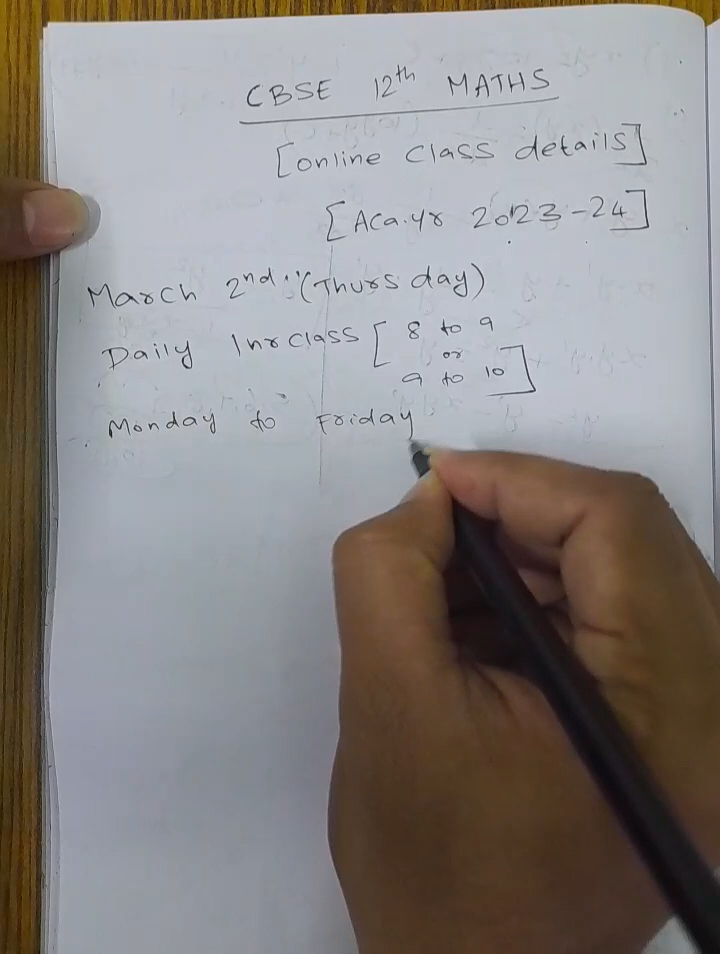 CBSE 12th MATHS
[online class details]
[Aca.yr 2023-24]
March 2nd (Thursday)
Daily 1hr class [ 8 to 9
or
9 to 10 ]
Monday to Friday